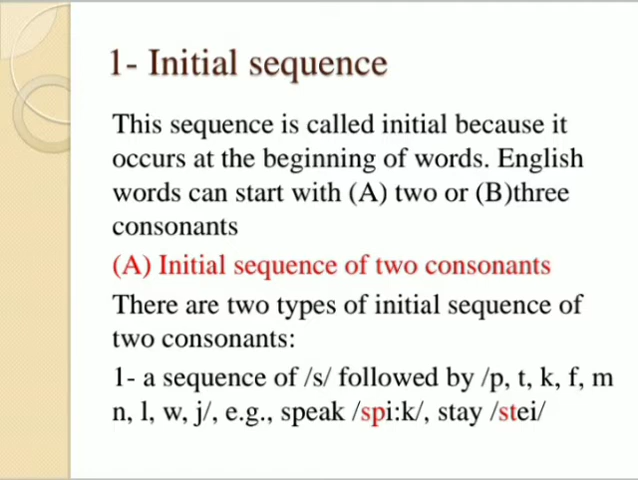 1- Initial sequence
This sequence is called initial because it
occurs at the beginning of words. English
words can start with (A) two or (B)three
consonants
(A) Initial sequence of two consonants
There are two types of initial sequence of
two consonants:
1- a sequence of /s/ followed by /p, t, k, f, m
n, l, w, j/, e.g., speak /spi:k/, stay /stei/